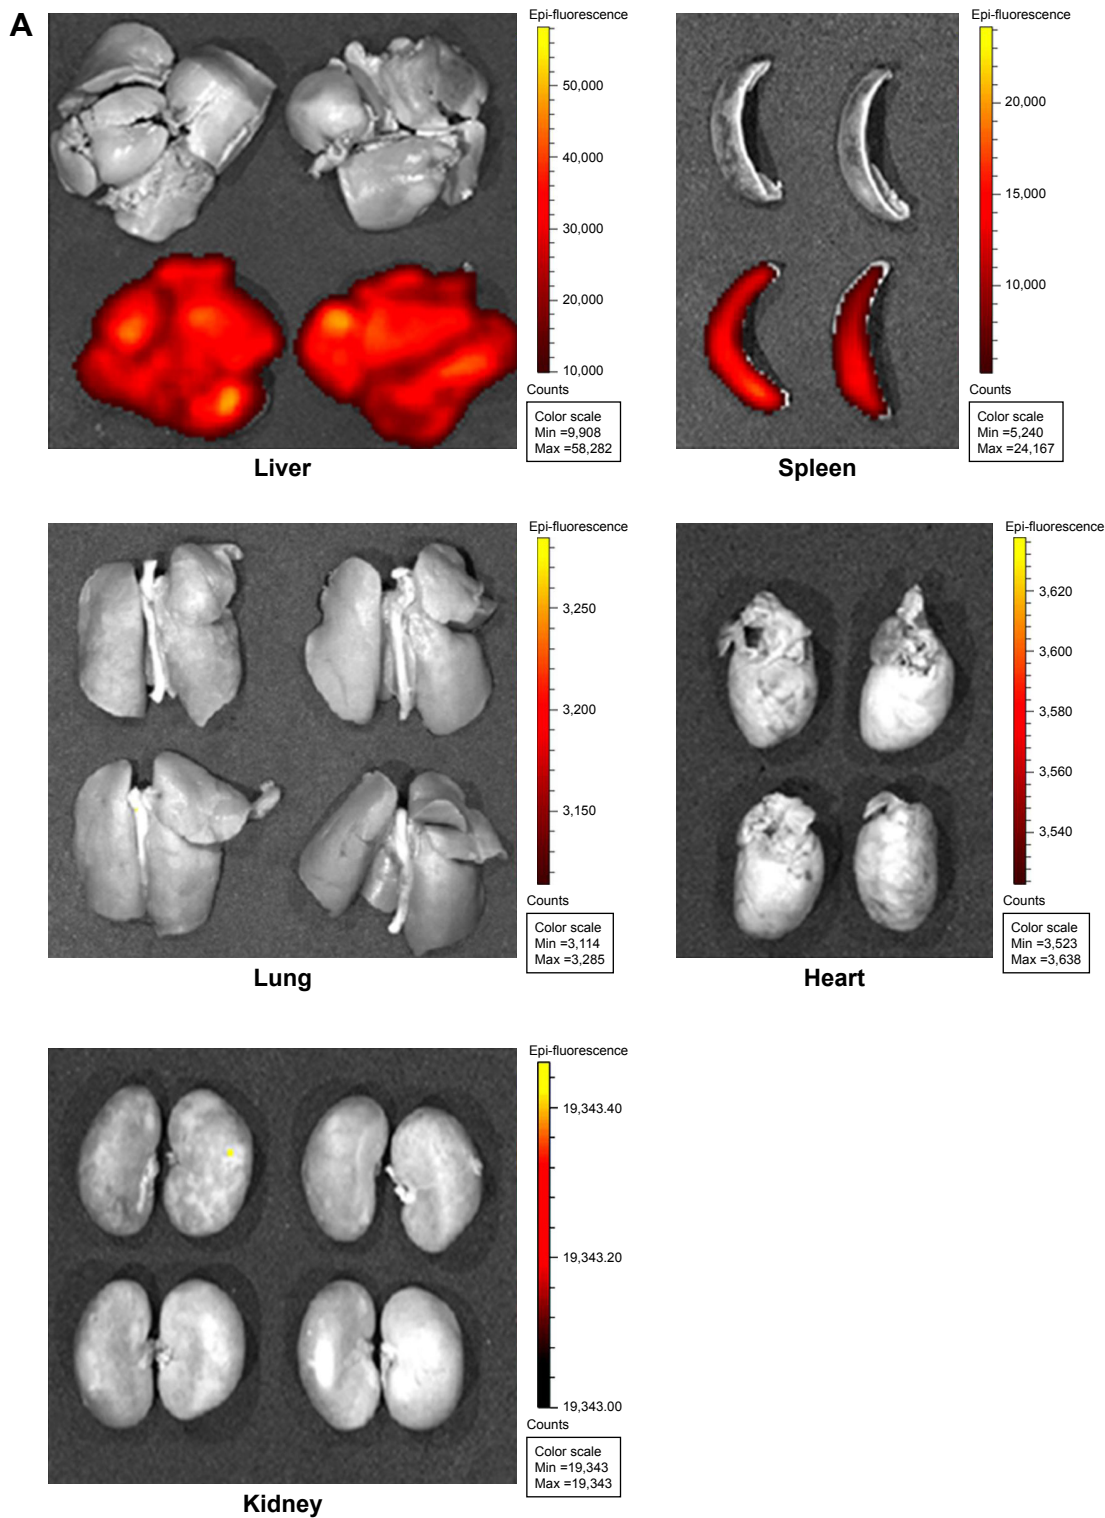 A
Epi-fluorescence
50,000
40,000
30,000
20,000
10,000
Counts
Color scale
Min =9,908
Max =58,282
Liver
Epi-fluorescence
20,000
15,000
10,000
Counts
Color scale
Min =5,240
Max =24,167
Spleen
Epi-fluorescence
3,250
3,200
3,150
Counts
Color scale
Min =3,114
Max =3,285
Lung
Epi-fluorescence
3,620
3,600
3,580
3,560
3,540
Counts
Color scale
Min =3,523
Max =3,638
Heart
Epi-fluorescence
19,343.40
19,343.20
19,343.00
Counts
Color scale
Min =19,343
Max =19,343
Kidney